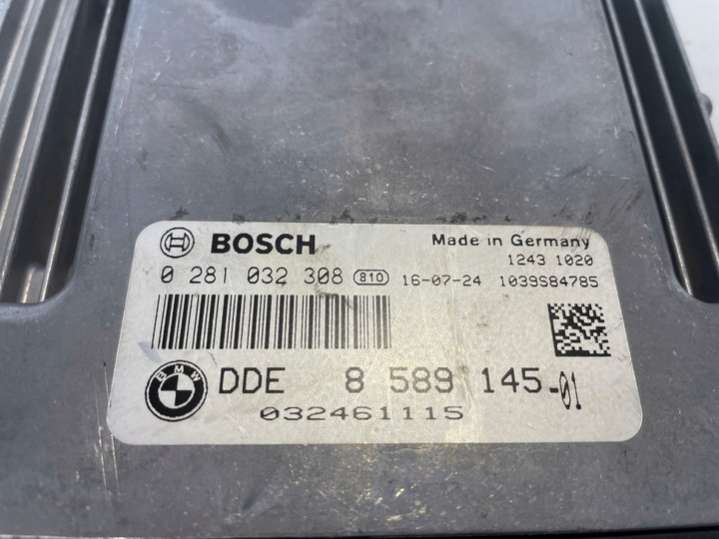 BOSCH Made in Germany
1243 1020
0 281 032 308 810 16-07-24 1039S84785
BMW DDE 8 589 145-01
032461115